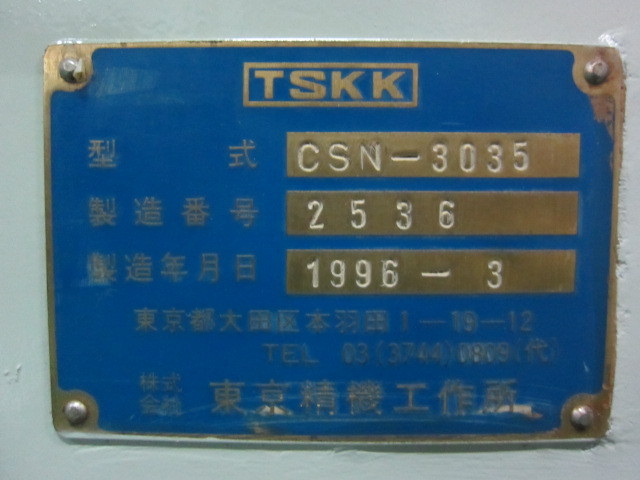 TSKK
型 式 CSN-3035
製造番号 2536
製造年月日 1996-3
東京都大田区本羽田1-19-12
TEL 03(3744)0809(代)
株式会社 東京精機工作所